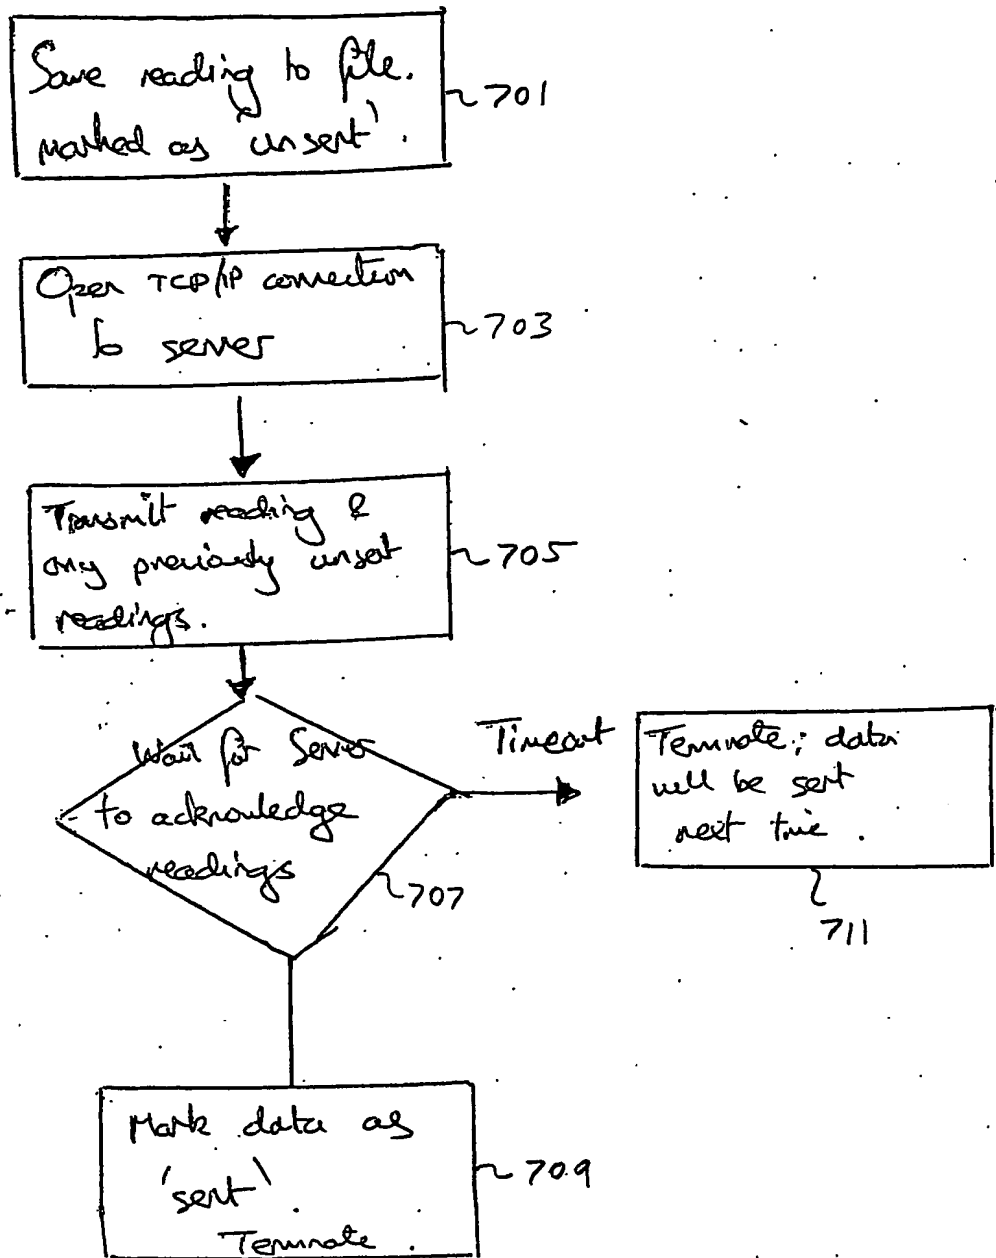 Save reading to file.
marked as 'unsent'.
701
Open TCP/IP connection
to server
703
Transmit reading &
any previously unsent
readings.
705
Wait for Server
to acknowledge
readings
707
Timeout
Terminate; data
will be sent
next time.
711
Mark data as
'sent'.
Terminate.
709